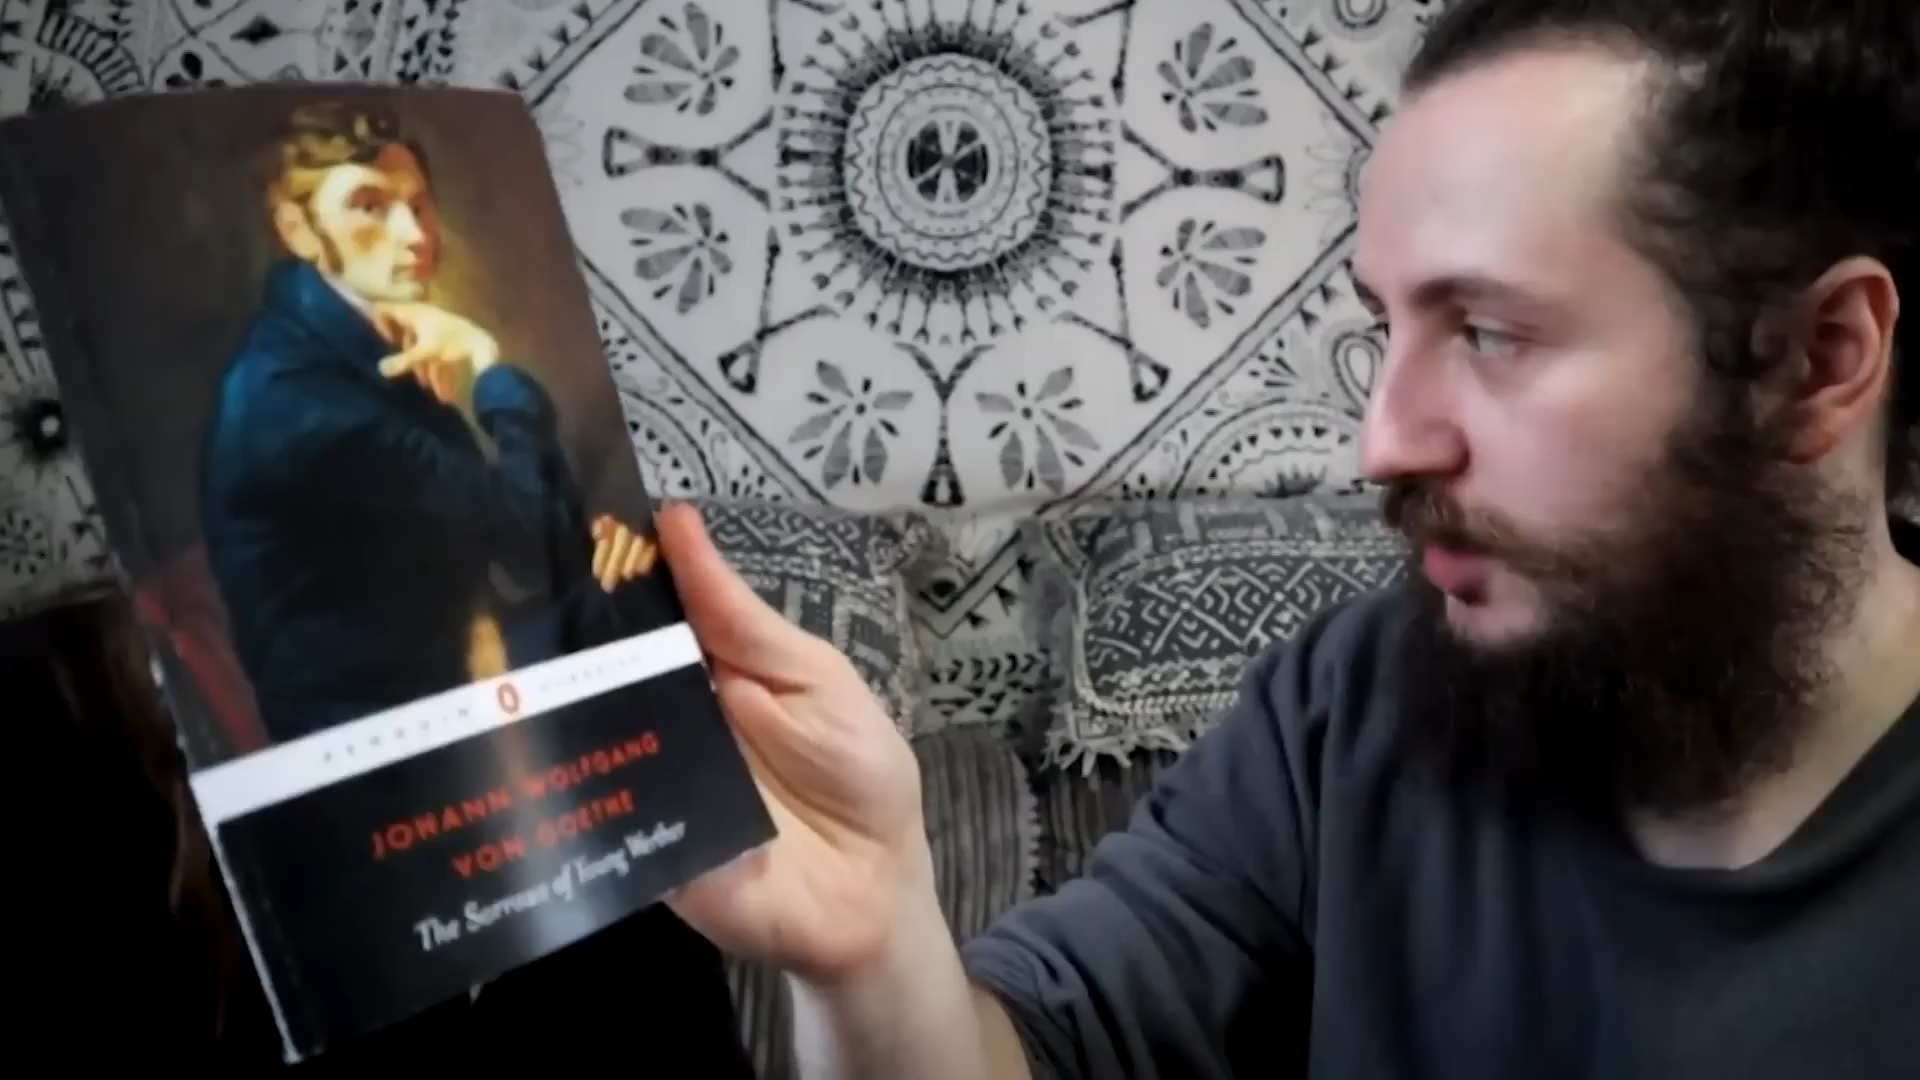 PENGUIN CLASSICS
JOHANN WOLFGANG
VON GOETHE
The Sorrows of Young Werther